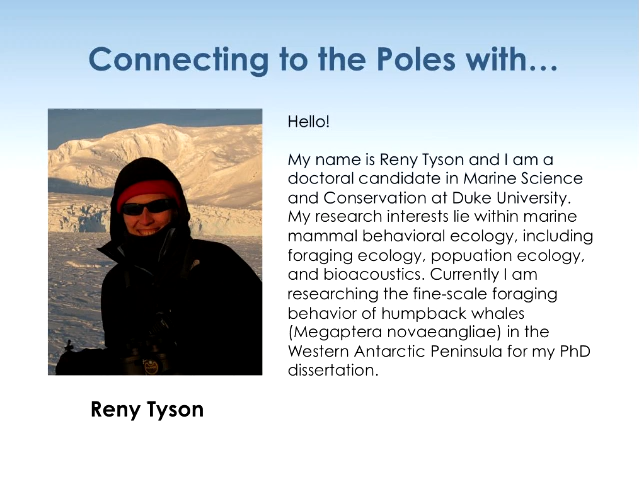 Connecting to the Poles with…
Hello!
My name is Reny Tyson and I am a
doctoral candidate in Marine Science
and Conservation at Duke University.
My research interests lie within marine
mammal behavioral ecology, including
foraging ecology, popuation ecology,
and bioacoustics. Currently I am
researching the fine-scale foraging
behavior of humpback whales
(Megaptera novaeangliae) in the
Western Antarctic Peninsula for my PhD
dissertation.
Reny Tyson